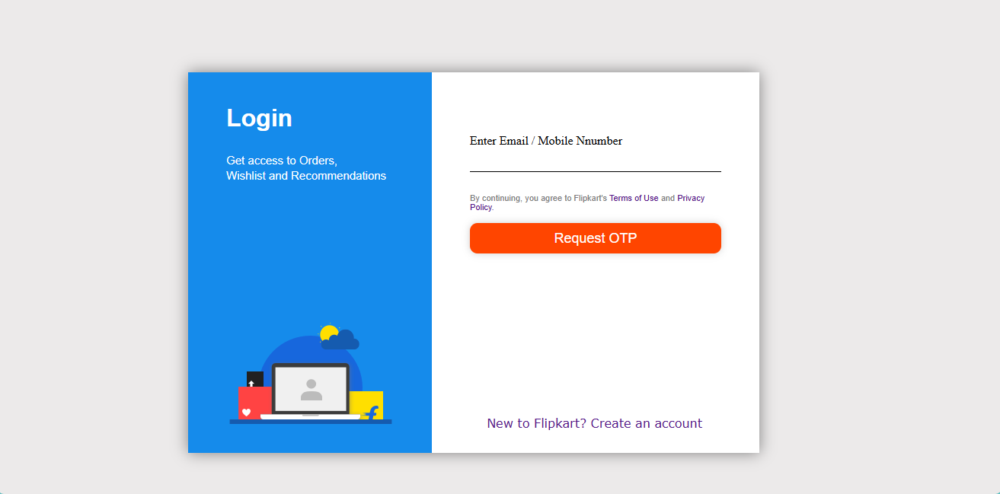 Login
Get access to Orders,
Wishlist and Recommendations
Enter Email / Mobile Nnumber
By continuing, you agree to Flipkart's Terms of Use and Privacy
Policy.
Request OTP
New to Flipkart? Create an account